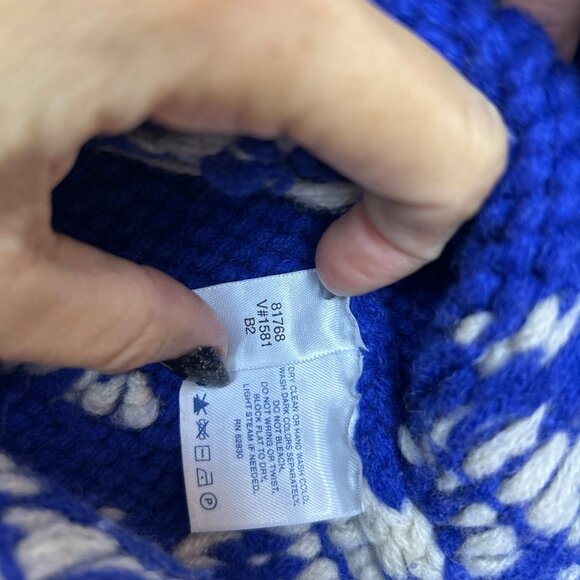 81768
V#1581
B2
DRY CLEAN OR HAND WASH COLD.
WASH DARK COLORS SEPARATELY.
DO NOT BLEACH.
DO NOT WRING OR TWIST.
BLOCK FLAT TO DRY.
LIGHT STEAM IF NEEDED.
RN 82830